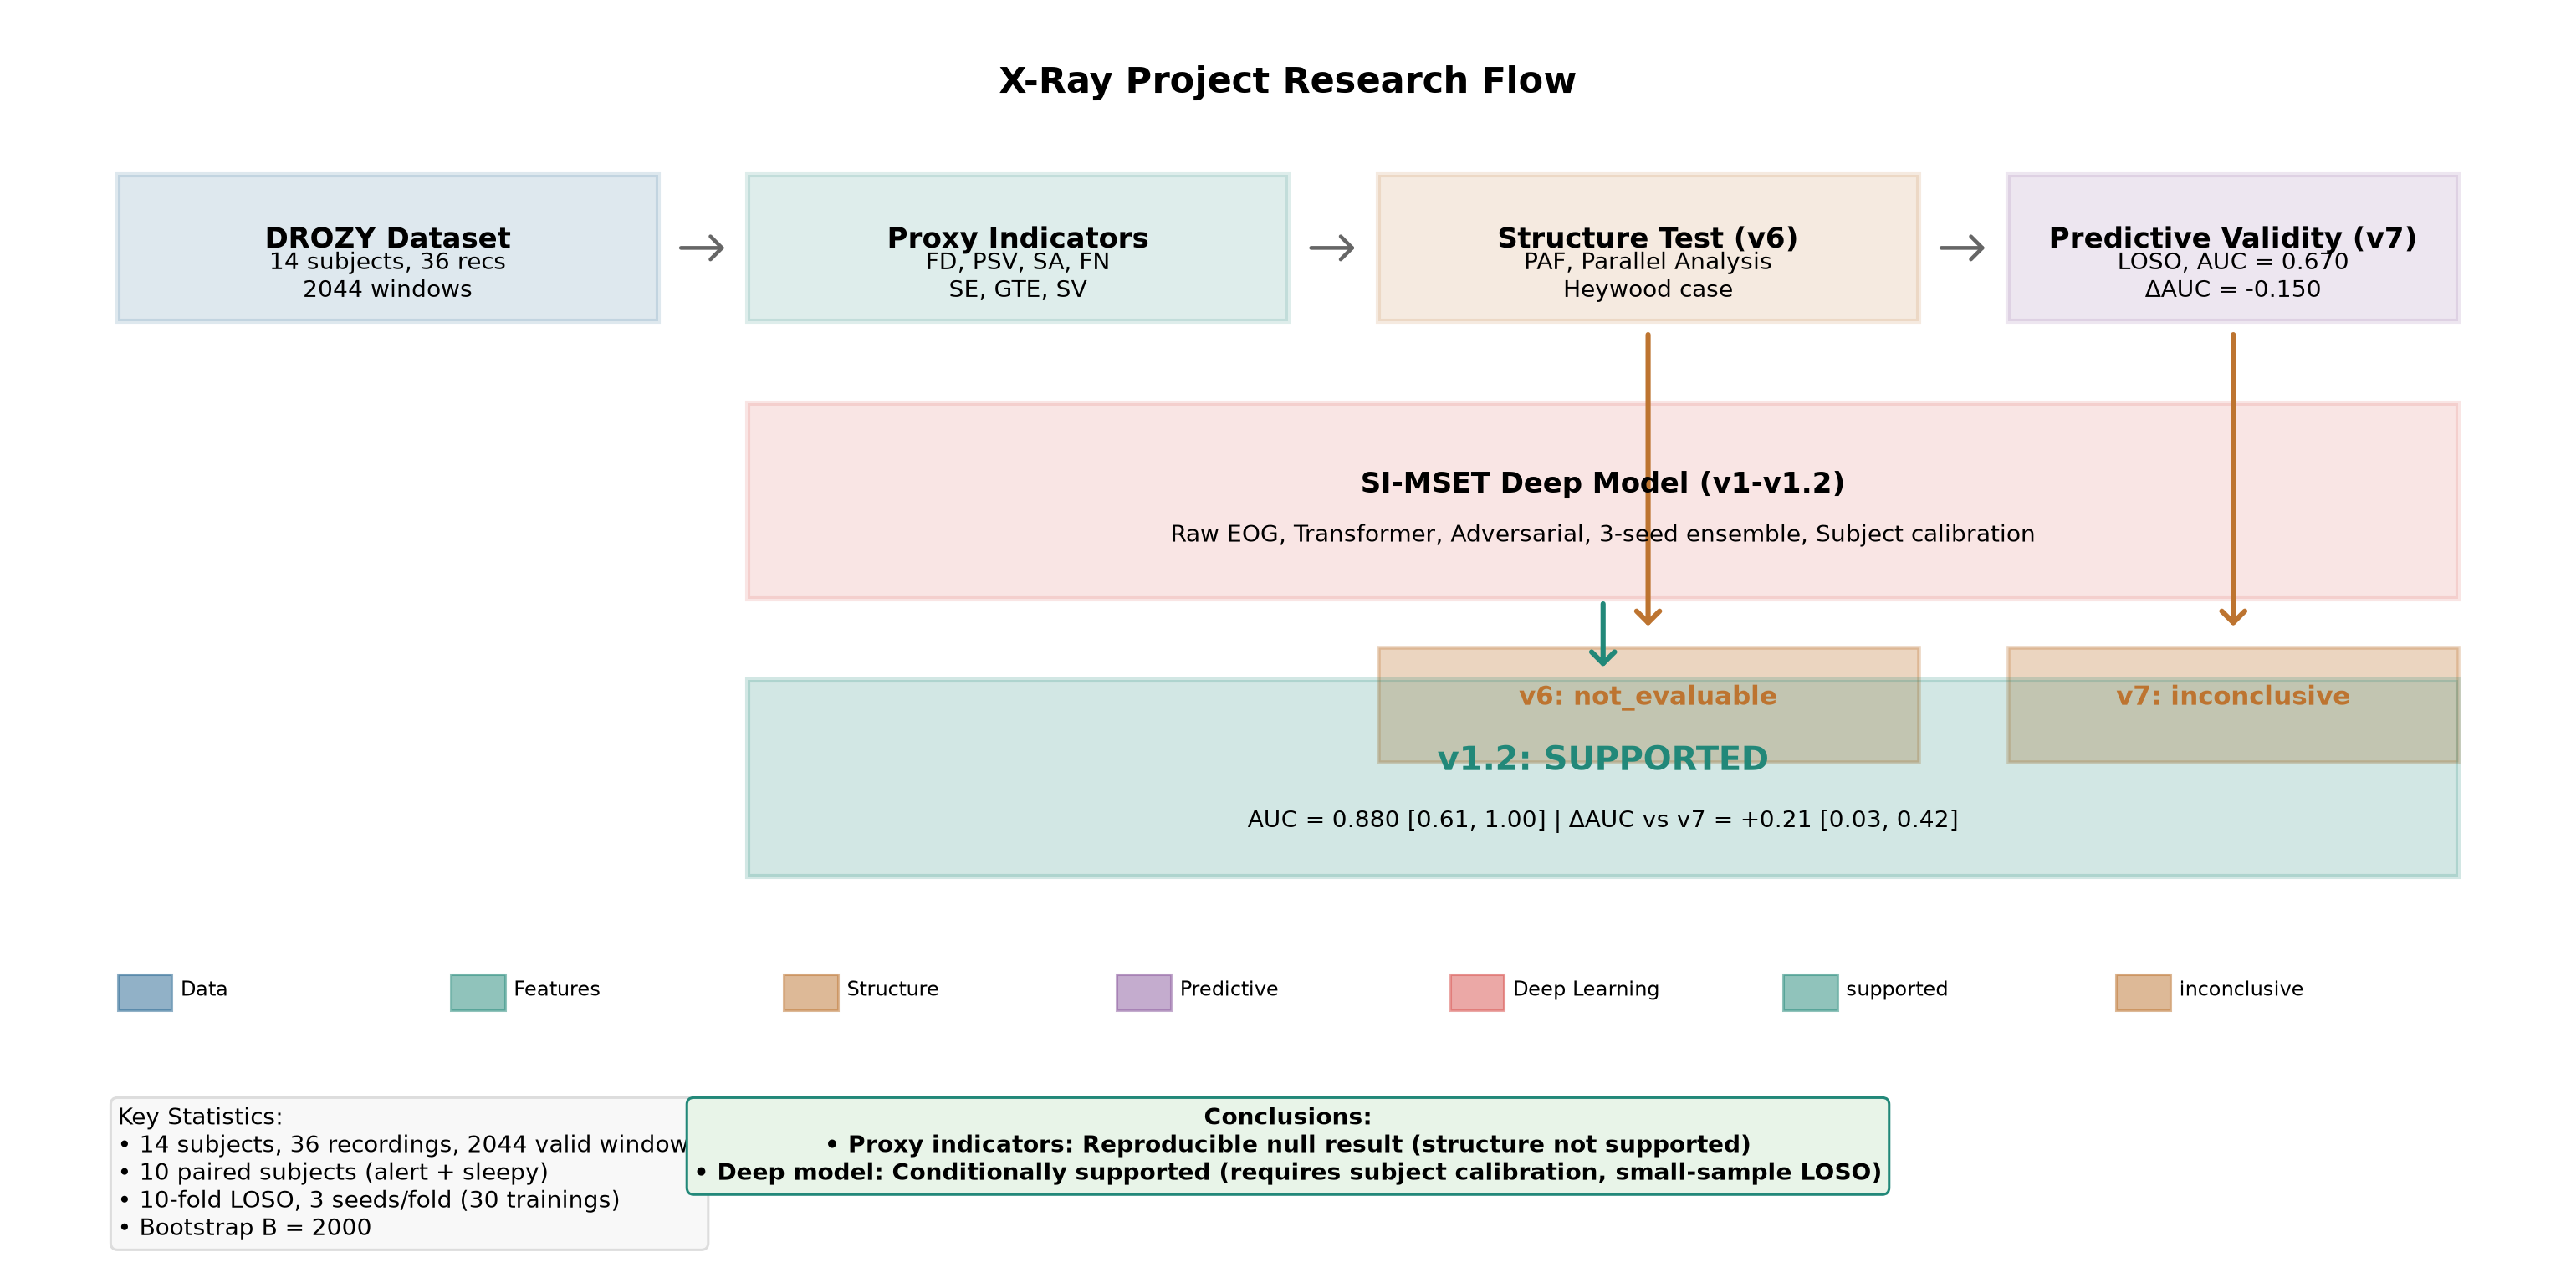 X-Ray Project Research Flow
DROZY Dataset
14 subjects, 36 recs
2044 windows
Proxy Indicators
FD, PSV, SA, FN
SE, GTE, SV
Structure Test (v6)
PAF, Parallel Analysis
Heywood case
Predictive Validity (v7)
LOSO, AUC = 0.670
ΔAUC = -0.150
SI-MSET Deep Model (v1-v1.2)
Raw EOG, Transformer, Adversarial, 3-seed ensemble, Subject calibration
v6: not_evaluable
v7: inconclusive
v1.2: SUPPORTED
AUC = 0.880 [0.61, 1.00] | ΔAUC vs v7 = +0.21 [0.03, 0.42]
Data
Features
Structure
Predictive
Deep Learning
supported
inconclusive
Key Statistics:
• 14 subjects, 36 recordings, 2044 valid window
• 10 paired subjects (alert + sleepy)
• 10-fold LOSO, 3 seeds/fold (30 trainings)
• Bootstrap B = 2000
Conclusions:
• Proxy indicators: Reproducible null result (structure not supported)
• Deep model: Conditionally supported (requires subject calibration, small-sample LOSO)